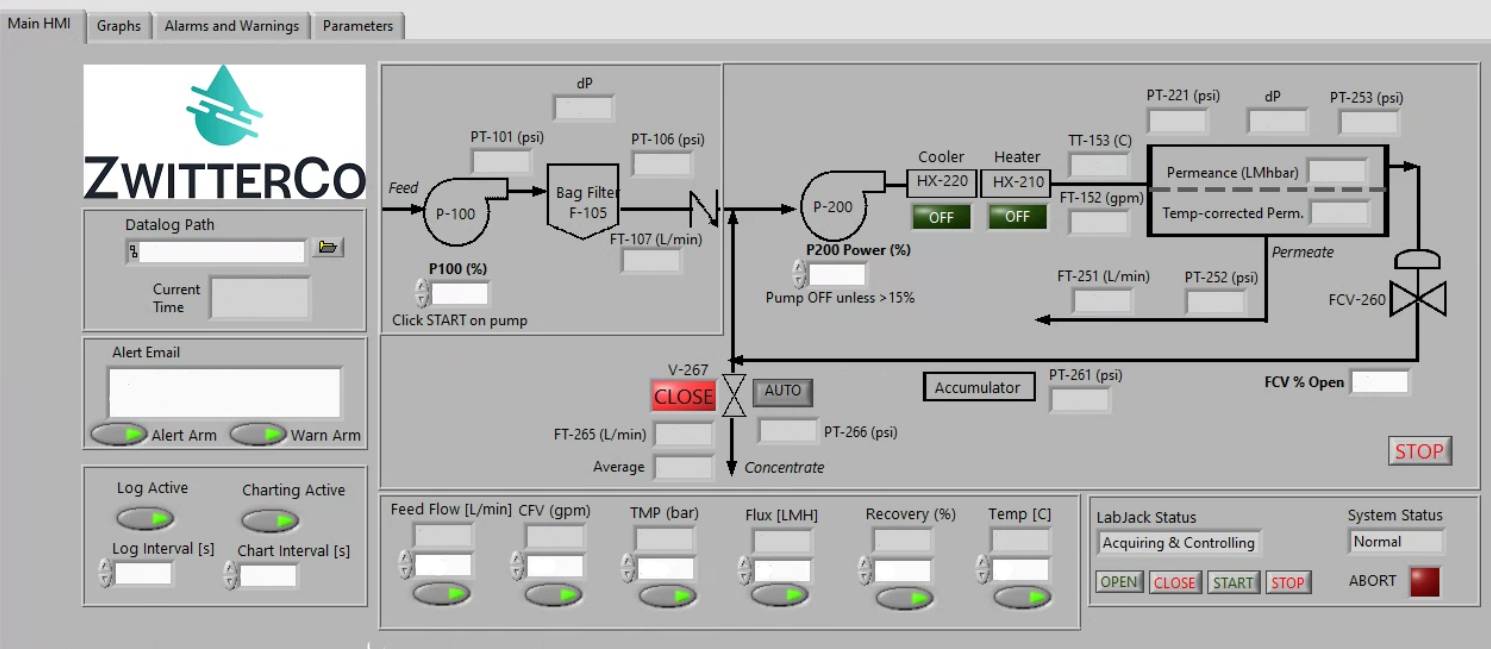 Main HMI
Graphs
Alarms and Warnings
Parameters
ZWITTERCO
Datalog Path
Current
Time
Alert Email
Alert Arm
Warn Arm
Log Active
Charting Active
Log Interval [s]
Chart Interval [s]
dP
PT-101 (psi)
PT-106 (psi)
Feed
P-100
Bag Filter
F-105
FT-107 (L/min)
P100 (%)
Click START on pump
P-200
P200 Power (%)
Pump OFF unless >15%
Cooler
HX-220
OFF
Heater
HX-210
OFF
TT-153 (C)
FT-152 (gpm)
PT-221 (psi)
dP
PT-253 (psi)
Permeance (LMhbar)
Temp-corrected Perm.
Permeate
FT-251 (L/min)
PT-252 (psi)
FCV-260
FCV % Open
V-267
CLOSE
AUTO
FT-265 (L/min)
PT-266 (psi)
Average
Concentrate
Accumulator
PT-261 (psi)
STOP
Feed Flow [L/min]
CFV (gpm)
TMP (bar)
Flux [LMH]
Recovery (%)
Temp [C]
LabJack Status
Acquiring & Controlling
OPEN
CLOSE
START
STOP
System Status
Normal
ABORT